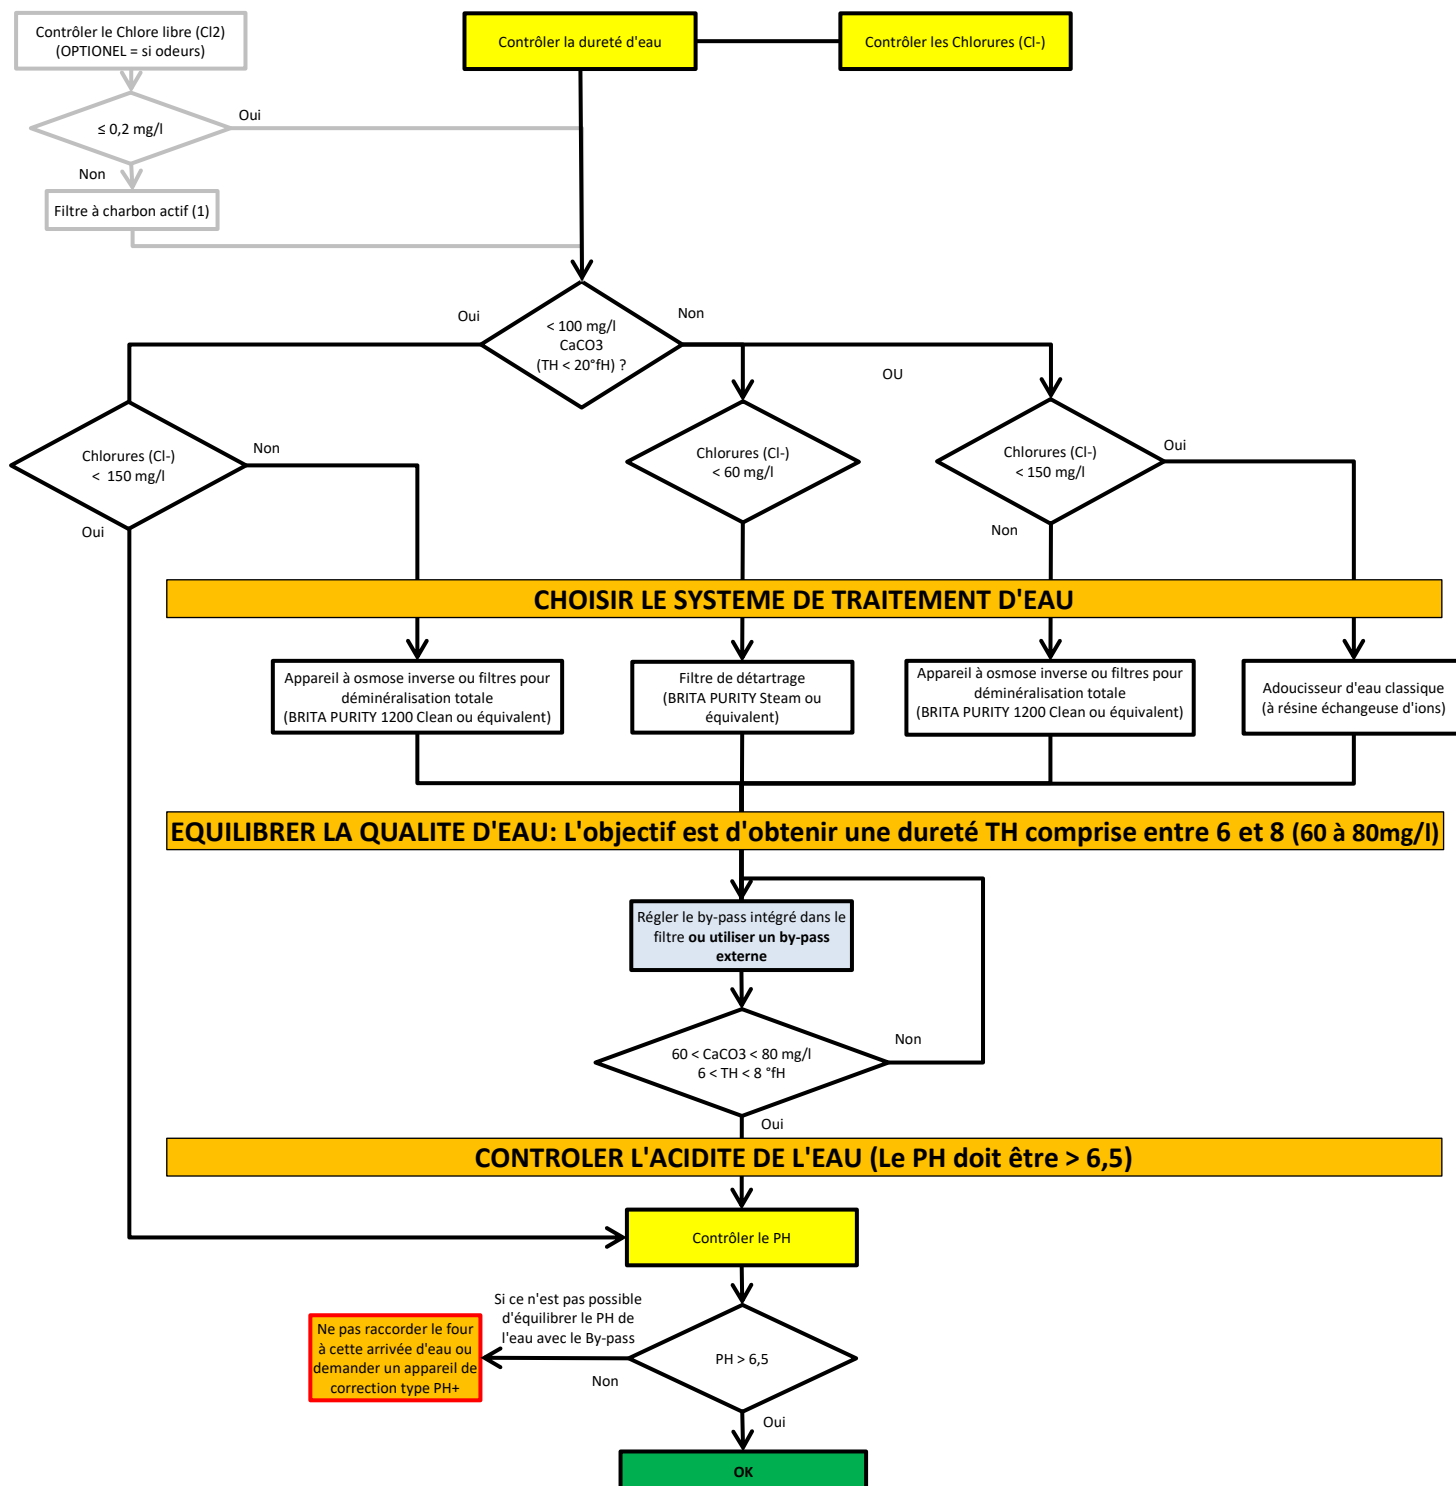 Contrôler le Chlore libre (Cl2)
(OPTIONEL = si odeurs)
Contrôler la dureté d'eau
Contrôler les Chlorures (Cl-)
≤ 0,2 mg/l
Oui
Non
Filtre à charbon actif (1)
Oui
< 100 mg/l
CaCO3
(TH < 20°fH) ?
Non
OU
Chlorures (Cl-)
< 150 mg/l
Non
Oui
Chlorures (Cl-)
< 60 mg/l
Chlorures (Cl-)
< 150 mg/l
Oui
Non
CHOISIR LE SYSTEME DE TRAITEMENT D'EAU
Appareil à osmose inverse ou filtres pour
déminéralisation totale
(BRITA PURITY 1200 Clean ou équivalent)
Filtre de détartrage
(BRITA PURITY Steam ou
équivalent)
Appareil à osmose inverse ou filtres pour
déminéralisation totale
(BRITA PURITY 1200 Clean ou équivalent)
Adoucisseur d'eau classique
(à résine échangeuse d'ions)
EQUILIBRER LA QUALITE D'EAU: L'objectif est d'obtenir une dureté TH comprise entre 6 et 8 (60 à 80mg/l)
Régler le by-pass intégré dans le
filtre ou utiliser un by-pass
externe
60 < CaCO3 < 80 mg/l
6 < TH < 8 °fH
Non
Oui
CONTROLER L'ACIDITE DE L'EAU (Le PH doit être > 6,5)
Contrôler le PH
Si ce n'est pas possible
d'équilibrer le PH de
l'eau avec le By-pass
Ne pas raccorder le four
à cette arrivée d'eau ou
demander un appareil de
correction type PH+
PH > 6,5
Non
Oui
OK